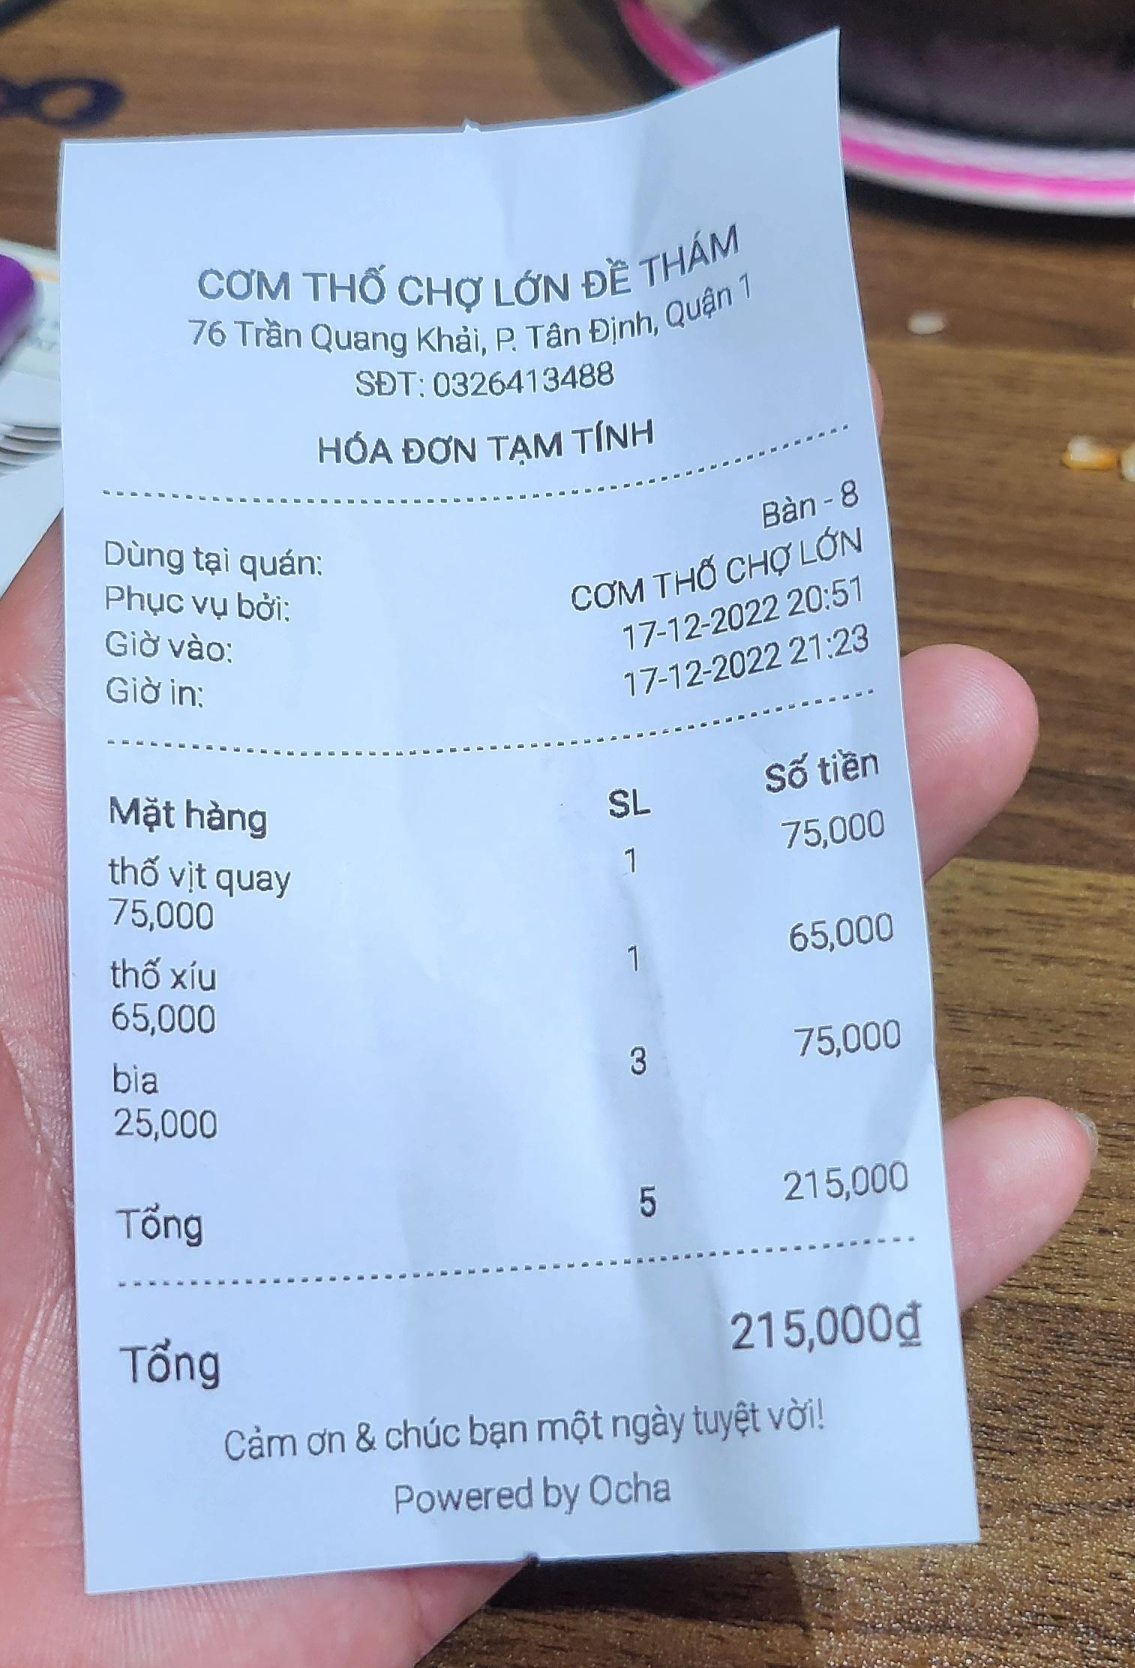 CƠM THỐ CHỢ LỚN ĐỀ THÁM
76 Trần Quang Khải, P. Tân Định, Quận 1
SĐT: 0326413488
HÓA ĐƠN TẠM TÍNH
Dùng tại quán: Bàn - 8
Phục vụ bởi: CƠM THỐ CHỢ LỚN
Giờ vào: 17-12-2022 20:51
Giờ in: 17-12-2022 21:23
Mặt hàng SL Số tiền
thố vịt quay 1 75,000
75,000
thố xíu 1 65,000
65,000
bia 3 75,000
25,000
Tổng 5 215,000
Tổng 215,000₫
Cảm ơn & chúc bạn một ngày tuyệt vời!
Powered by Ocha